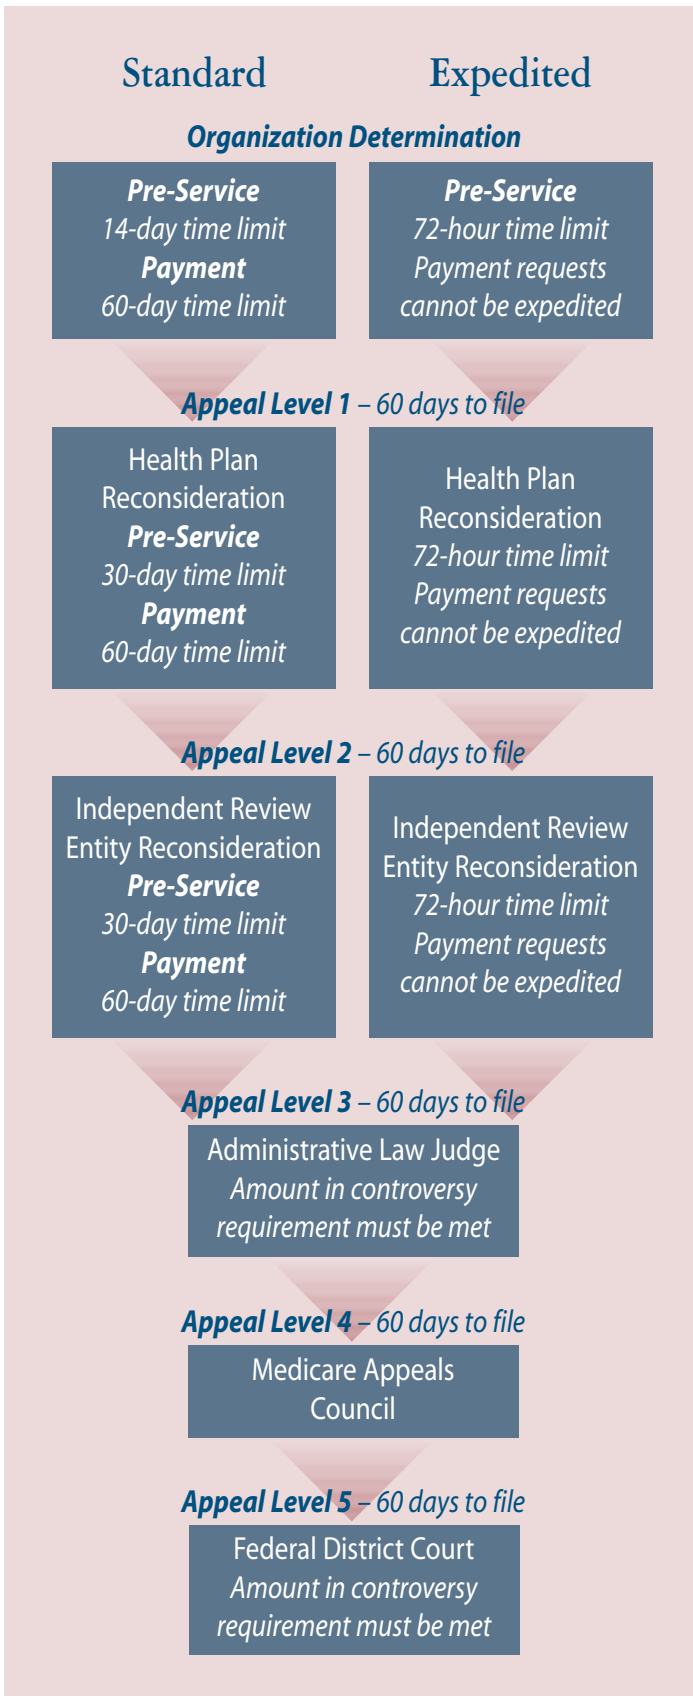 Standard
Expedited
Organization Determination
Pre-Service
14-day time limit
Payment
60-day time limit
Pre-Service
72-hour time limit
Payment requests
cannot be expedited
Appeal Level 1 – 60 days to file
Health Plan
Reconsideration
Pre-Service
30-day time limit
Payment
60-day time limit
Health Plan
Reconsideration
72-hour time limit
Payment requests
cannot be expedited
Appeal Level 2 – 60 days to file
Independent Review
Entity Reconsideration
Pre-Service
30-day time limit
Payment
60-day time limit
Independent Review
Entity Reconsideration
72-hour time limit
Payment requests
cannot be expedited
Appeal Level 3 – 60 days to file
Administrative Law Judge
Amount in controversy
requirement must be met
Appeal Level 4 – 60 days to file
Medicare Appeals
Council
Appeal Level 5 – 60 days to file
Federal District Court
Amount in controversy
requirement must be met